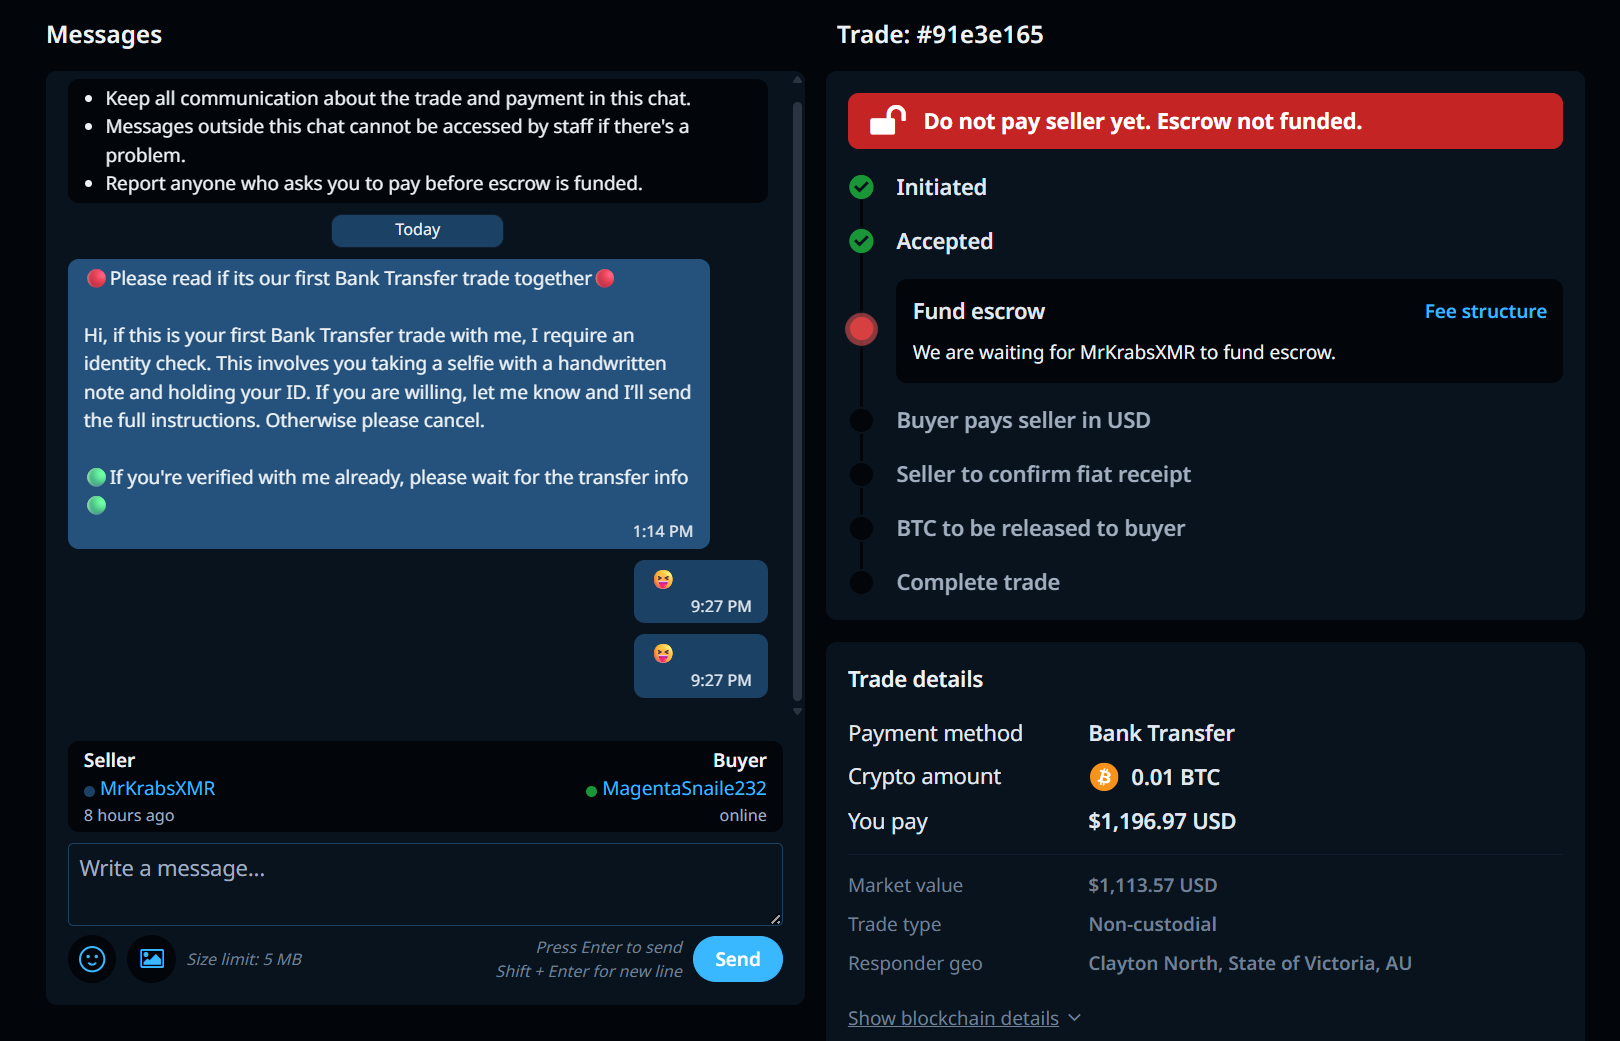 Messages
Keep all communication about the trade and payment in this chat.
Messages outside this chat cannot be accessed by staff if there's a
problem.
Report anyone who asks you to pay before escrow is funded.
Today
🔴Please read if its our first Bank Transfer trade together🔴
Hi, if this is your first Bank Transfer trade with me, I require an
identity check. This involves you taking a selfie with a handwritten
note and holding your ID. If you are willing, let me know and I’ll send
the full instructions. Otherwise please cancel.
🟢If you're verified with me already, please wait for the transfer info
🟢
1:14 PM
😝
9:27 PM
😝
9:27 PM
Seller
Buyer
MrKrabsXMR
MagentaSnaile232
8 hours ago
online
Write a message...
Size limit: 5 MB
Press Enter to send
Shift + Enter for new line
Send
Trade: #91e3e165
Do not pay seller yet. Escrow not funded.
Initiated
Accepted
Fund escrow
Fee structure
We are waiting for MrKrabsXMR to fund escrow.
Buyer pays seller in USD
Seller to confirm fiat receipt
BTC to be released to buyer
Complete trade
Trade details
Payment method Bank Transfer
Crypto amount 0.01 BTC
You pay $1,196.97 USD
Market value $1,113.57 USD
Trade type Non-custodial
Responder geo Clayton North, State of Victoria, AU
Show blockchain details